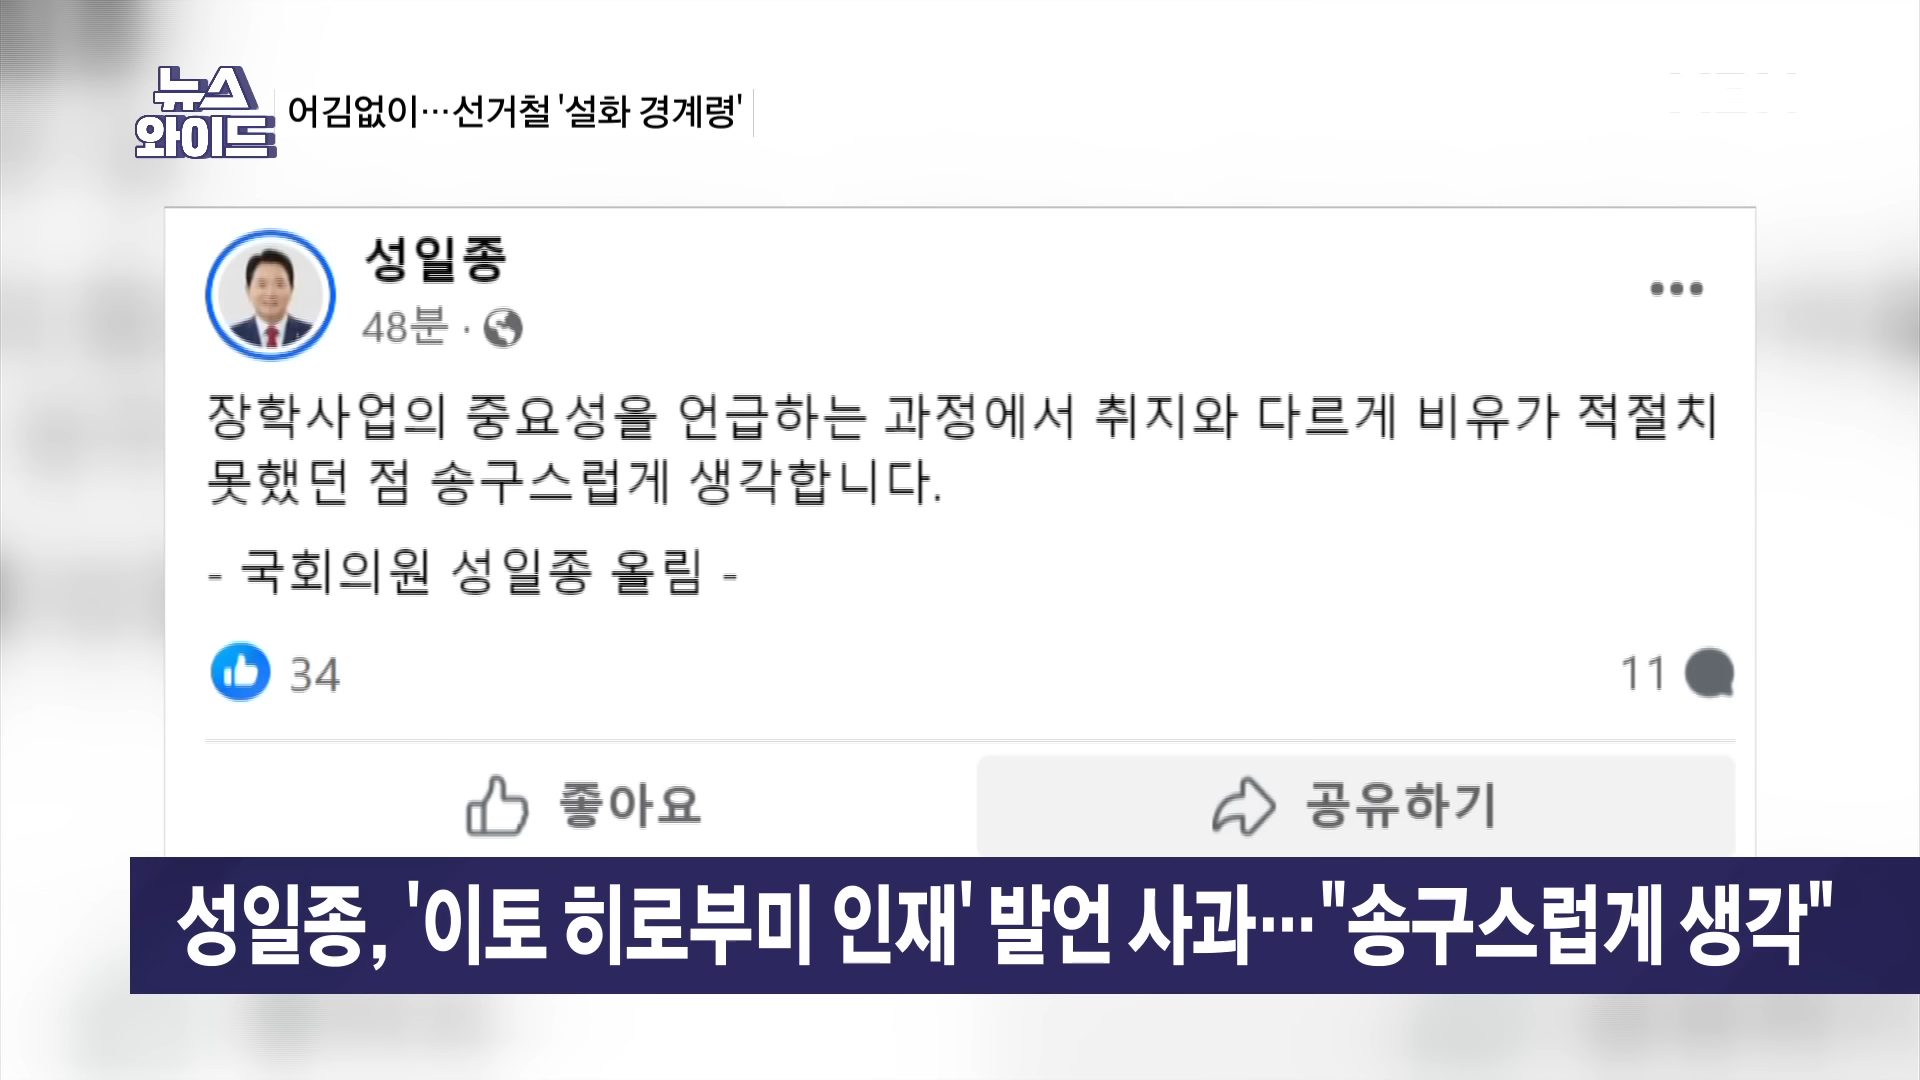 뉴스
와이드
어김없이…선거철 '설화 경계령'
성일종
48분 ·
장학사업의 중요성을 언급하는 과정에서 취지와 다르게 비유가 적절치
못했던 점 송구스럽게 생각합니다.
- 국회의원 성일종 올림 -
34
11
좋아요
공유하기
성일종, '이토 히로부미 인재' 발언 사과…"송구스럽게 생각"